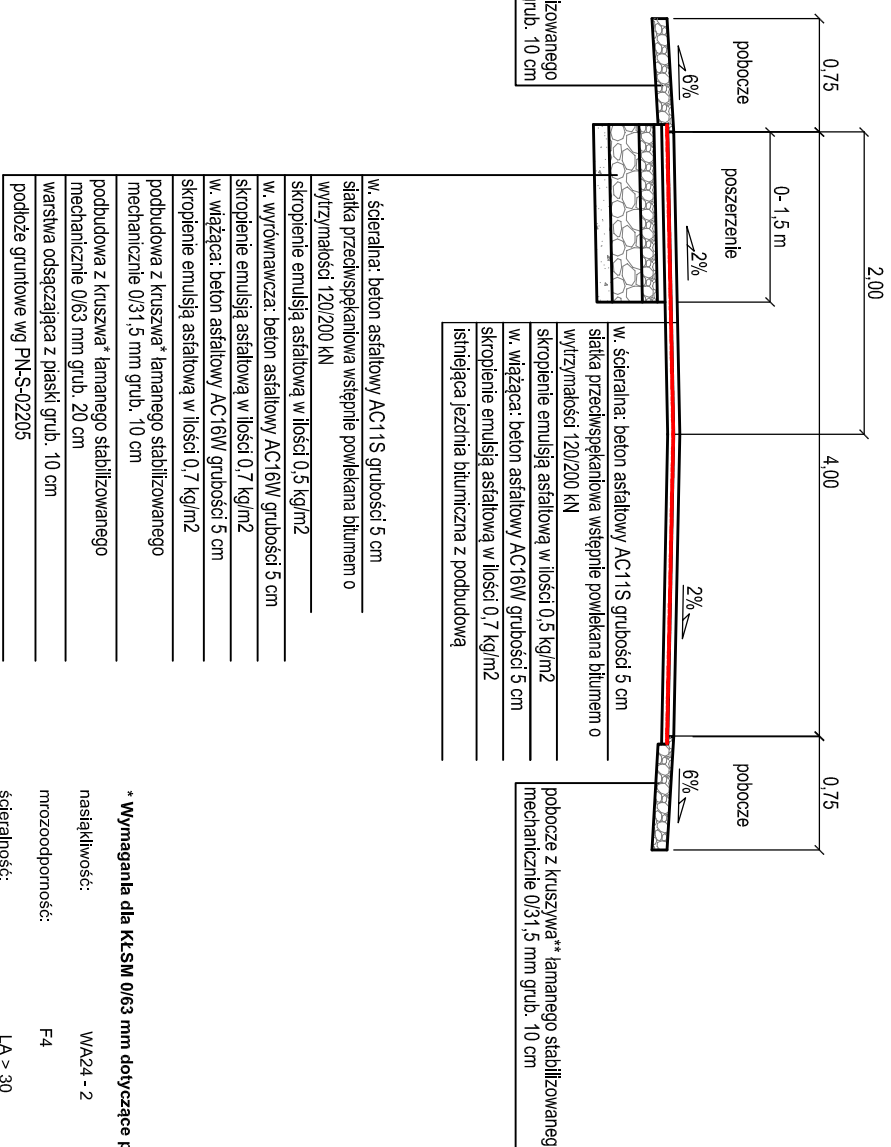 2,00
0,75
4,00
0,75
0- 1,5 m
pobocze
poszerzenie
pobocze
6%
2%
2%
6%
izowanego
grub. 10 cm
w. ścieralna: beton asfaltowy AC11S grubości 5 cm
siatka przeciwspękaniowa wstępnie powlekana bitumem o
wytrzymałości 120/200 kN
skropienie emulsją asfaltową w ilości 0,5 kg/m2
w. wiążąca: beton asfaltowy AC16W grubości 5 cm
skropienie emulsją asfaltową w ilości 0,7 kg/m2
istniejąca jezdnia bitumiczna z podbudową
pobocze z kruszywa** łamanego stabilizowaneg
mechanicznie 0/31,5 mm grub. 10 cm
w. ścieralna: beton asfaltowy AC11S grubości 5 cm
siatka przeciwspękaniowa wstępnie powlekana bitumem o
wytrzymałości 120/200 kN
skropienie emulsją asfaltową w ilości 0,5 kg/m2
w. wyrównawcza: beton asfaltowy AC16W grubości 5 cm
skropienie emulsją asfaltową w ilości 0,7 kg/m2
w. wiążąca: beton asfaltowy AC16W grubości 5 cm
skropienie emulsją asfaltową w ilości 0,7 kg/m2
podbudowa z kruszwa* łamanego stabilizowanego
mechanicznie 0/31,5 mm grub. 10 cm
podbudowa z kruszwa* łamanego stabilizowanego
mechanicznie 0/63 mm grub. 20 cm
warstwa odsączająca z piaski grub. 10 cm
podłoże gruntowe wg PN-S-02205
* Wymagania dla KŁSM 0/63 mm dotyczące p
nasiąkliwość: WA24 - 2
mrozoodporność: F4
ścieralność: LA > 30